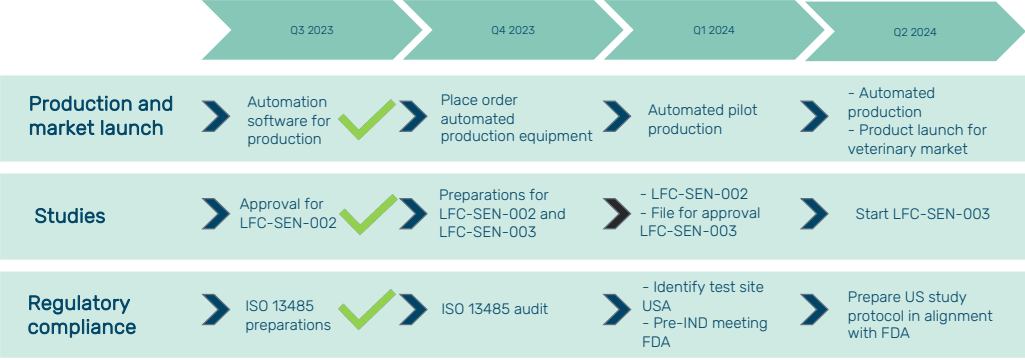 Q3 2023
Q4 2023
Q1 2024
Q2 2024
Production and
market launch
Automation
software for
production
Place order
automated
production equipment
Automated pilot
production
- Automated
production
- Product launch for
veterinary market
Studies
Approval for
LFC-SEN-002
Preparations for
LFC-SEN-002 and
LFC-SEN-003
- LFC-SEN-002
- File for approval
LFC-SEN-003
Start LFC-SEN-003
Regulatory
compliance
ISO 13485
preparations
ISO 13485 audit
- Identify test site
USA
- Pre-IND meeting
FDA
Prepare US study
protocol in alignment
with FDA